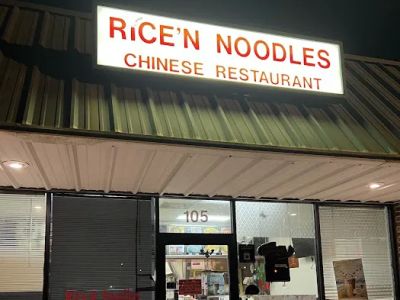 RICE'N NOODLES
CHINESE RESTAURANT
105